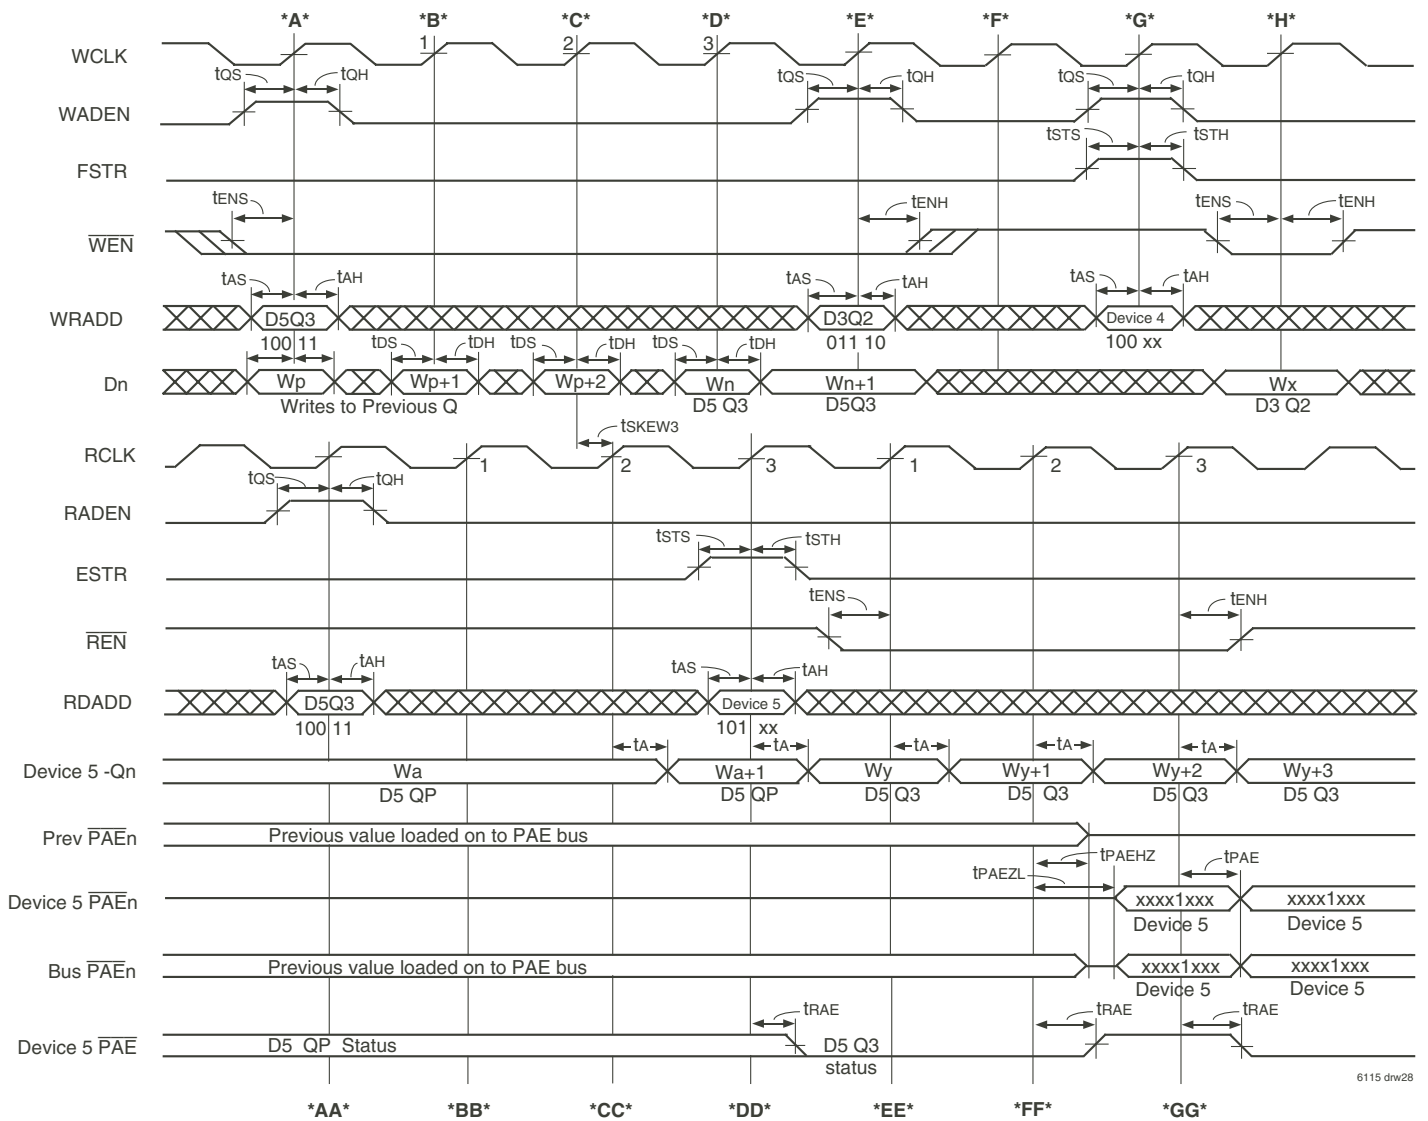 *A* *B* *C* *D* *E* *F* *G* *H*
WCLK 1 2 3
tQS tQH tQS tQH tQS tQH
WADEN
tSTS tSTH
FSTR
tENS tENH tENS tENH
WEN
tAS tAH tAS tAH tAS tAH
WRADD D5Q3 D3Q2 Device 4
100 11 011 10 100 xx
tDS tDH tDS tDH tDS tDH
Dn Wp Wp+1 Wp+2 Wn Wn+1 Wx
Writes to Previous Q D5 Q3 D5Q3 D3 Q2
tSKEW3
RCLK 1 2 3 1 2 3
tQS tQH
RADEN
tSTS tSTH
ESTR
tENS tENH
REN
tAS tAH tAS tAH
RDADD D5Q3 Device 5
100 11 101 xx
tA tA tA tA tA
Device 5 -Qn Wa Wa+1 Wy Wy+1 Wy+2 Wy+3
D5 QP D5 QP D5 Q3 D5 Q3 D5 Q3 D5 Q3
Prev PAEn Previous value loaded on to PAE bus
tPAEHZ tPAE
tPAEZL
Device 5 PAEn xxxx1xxx xxxx1xxx
Device 5 Device 5
Bus PAEn Previous value loaded on to PAE bus xxxx1xxx xxxx1xxx
Device 5 Device 5
tRAE tRAE tRAE
Device 5 PAE D5 QP Status D5 Q3
status
6115 drw28
*AA* *BB* *CC* *DD* *EE* *FF* *GG*